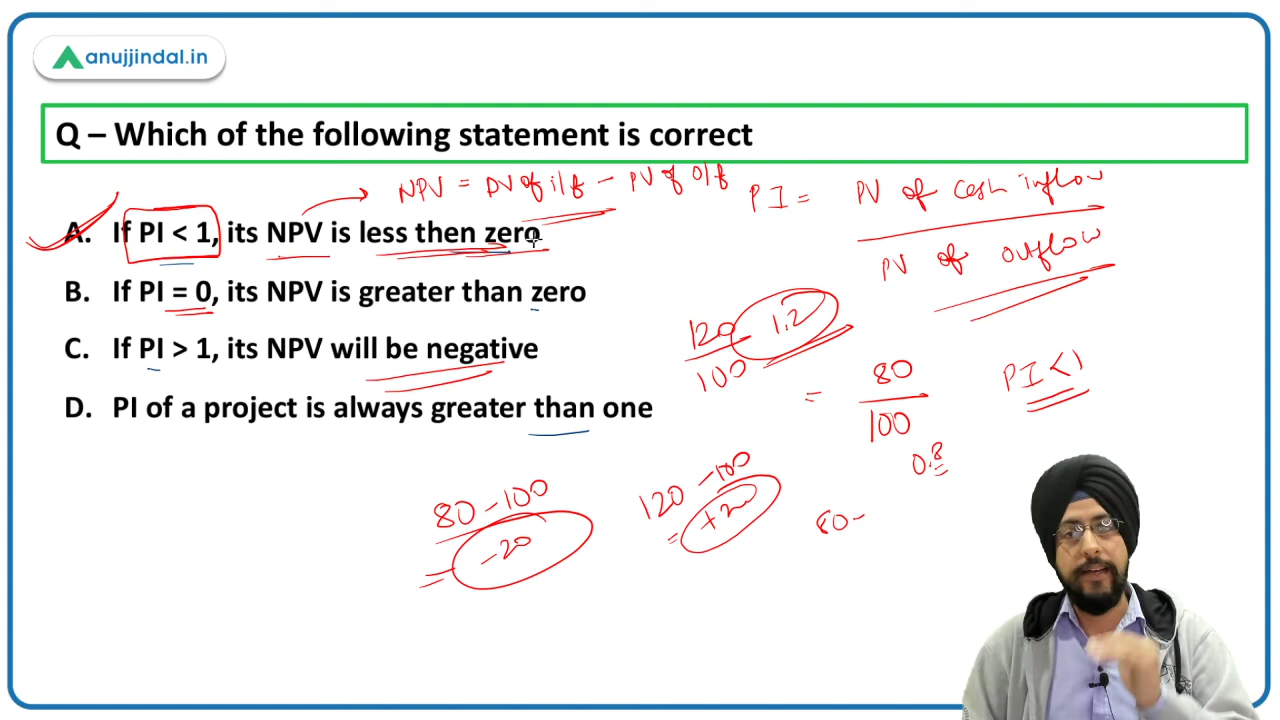 anujjindal.in
Q – Which of the following statement is correct
NPV = PV of i/f – PV of o/f
PI = PV of cash inflow
PV of outflow
A. If PI < 1, its NPV is less then zero
B. If PI = 0, its NPV is greater than zero
C. If PI > 1, its NPV will be negative
D. PI of a project is always greater than one
120
100
1.2
= 80
100
0.8
PI < 1
80 – 100
= –20
120 – 100
= +20
80 –